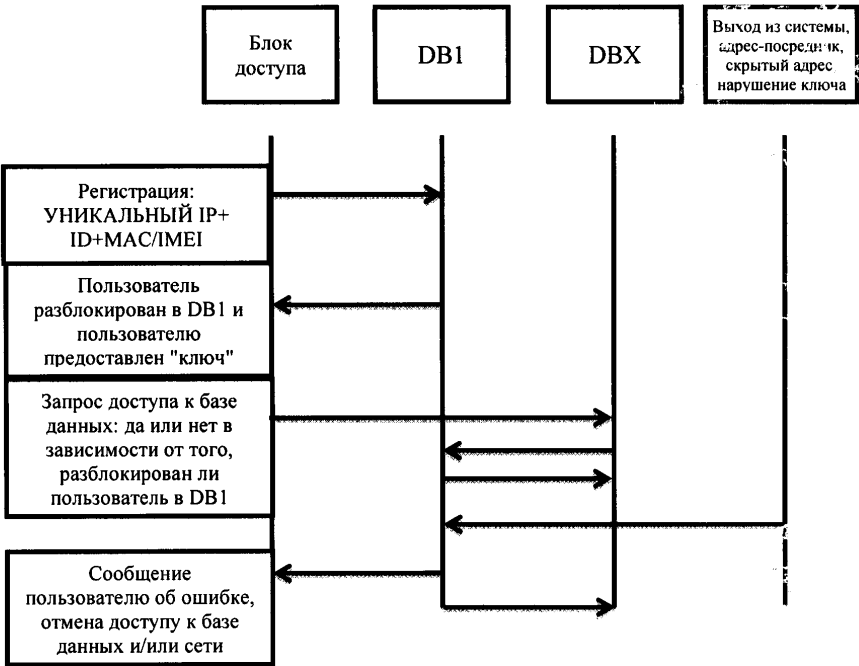 Блок
доступа
DB1
DBX
Выход из системы,
адрес-посредник,
скрытый адрес
нарушение ключа
Регистрация:
УНИКАЛЬНЫЙ IP+
ID+MAC/IMEI
Пользователь
разблокирован в DB1 и
пользователю
предоставлен "ключ"
Запрос доступа к базе
данных: да или нет в
зависимости от того,
разблокирован ли
пользователь в DB1
Сообщение
пользователю об ошибке,
отмена доступу к базе
данных и/или сети